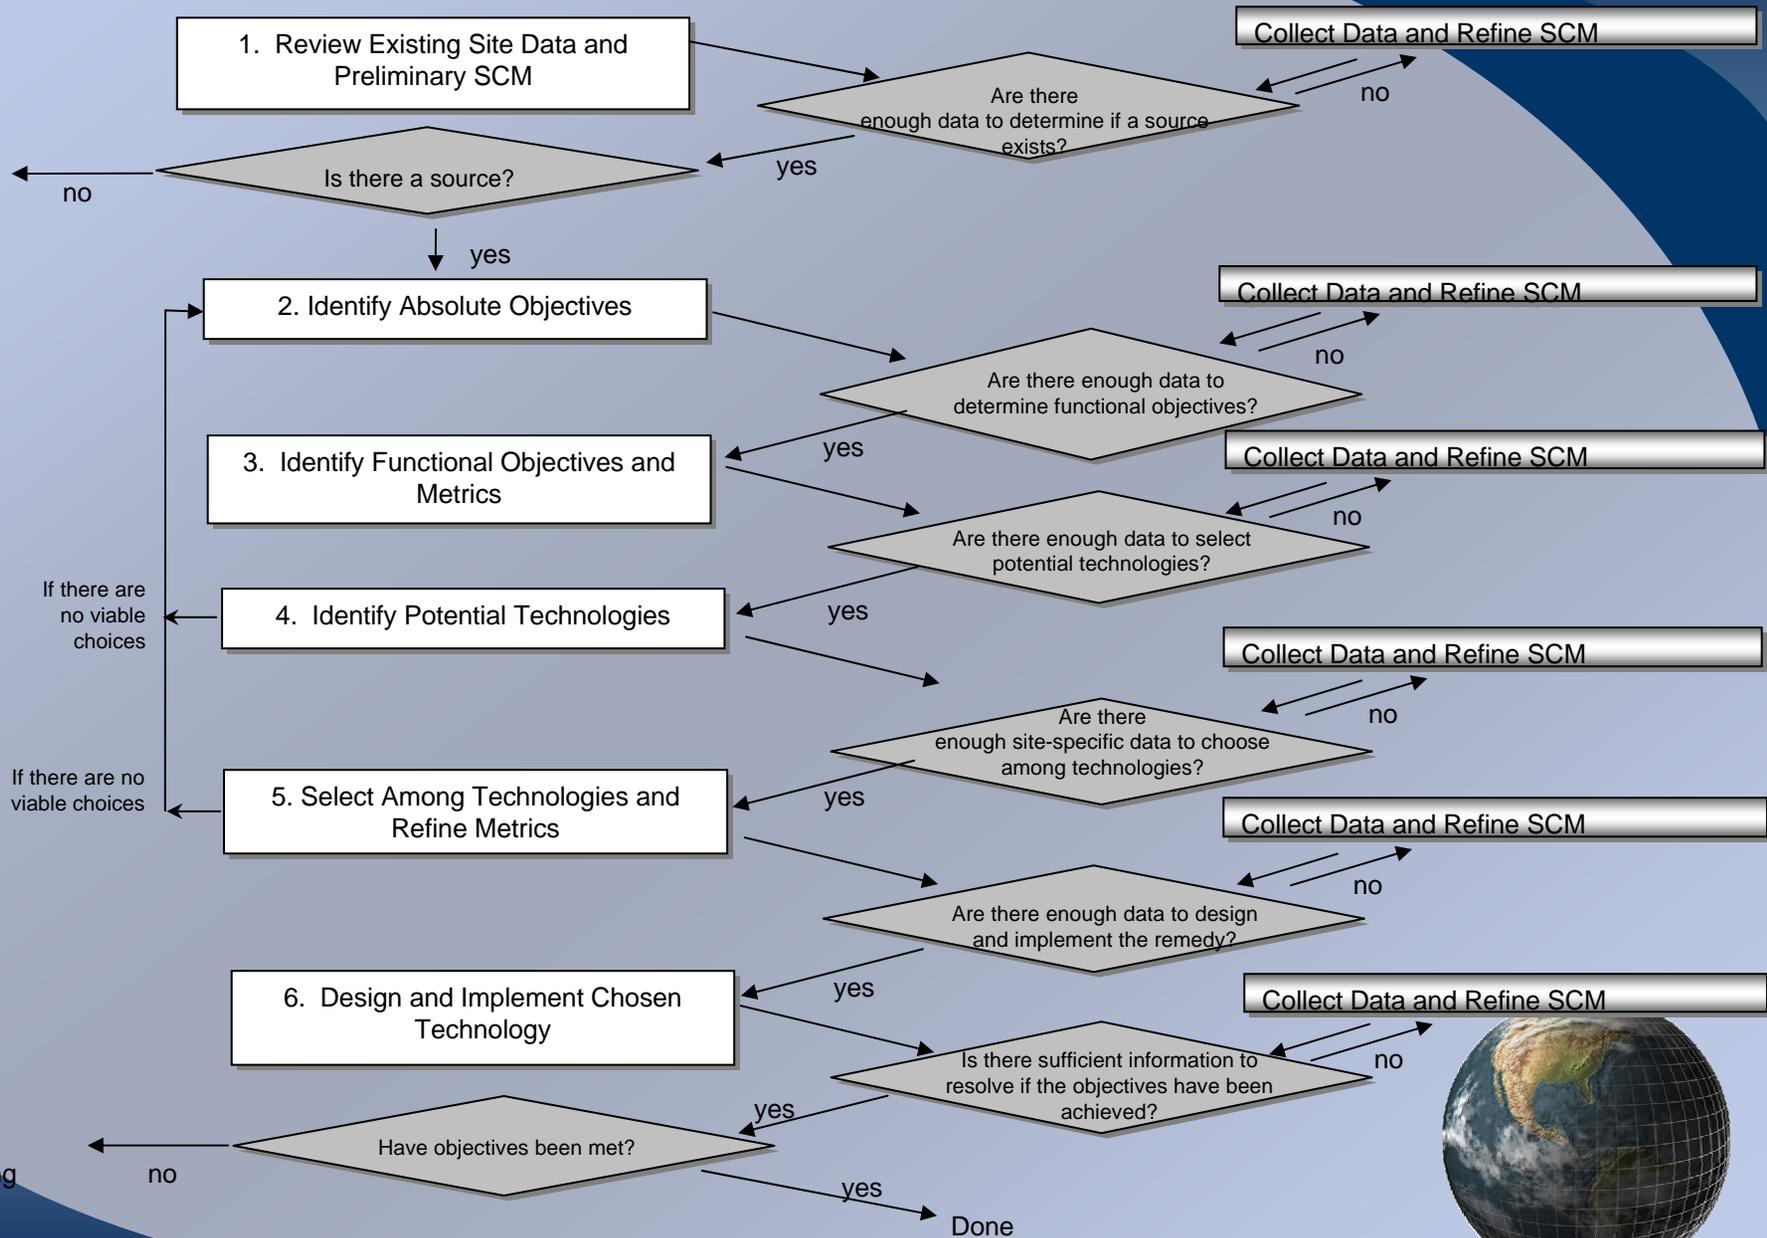 1. Review Existing Site Data and
Preliminary SCM
Collect Data and Refine SCM
no
Are there
enough data to determine if a source
exists?
yes
Is there a source?
no
yes
2. Identify Absolute Objectives
Collect Data and Refine SCM
no
Are there enough data to
determine functional objectives?
yes
3. Identify Functional Objectives and
Metrics
Collect Data and Refine SCM
no
Are there enough data to select
potential technologies?
yes
If there are
no viable
choices
4. Identify Potential Technologies
Collect Data and Refine SCM
no
Are there
enough site-specific data to choose
among technologies?
yes
If there are no
viable choices
5. Select Among Technologies and
Refine Metrics
Collect Data and Refine SCM
no
Are there enough data to design
and implement the remedy?
yes
6. Design and Implement Chosen
Technology
Collect Data and Refine SCM
no
Is there sufficient information to
resolve if the objectives have been
achieved?
yes
Have objectives been met?
no
yes
Done